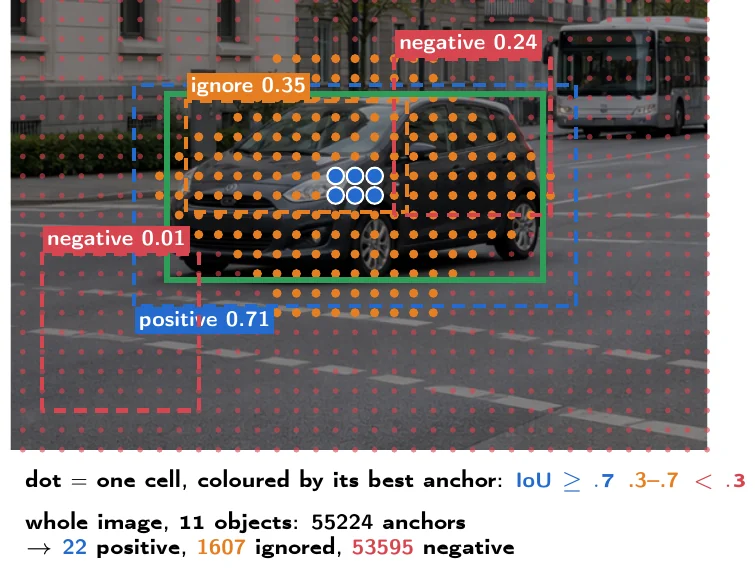 negative 0.24
ignore 0.35
negative 0.01
positive 0.71
dot = one cell, coloured by its best anchor: IoU ≥ .7 .3–.7 < .3
whole image, 11 objects: 55224 anchors
→ 22 positive, 1607 ignored, 53595 negative